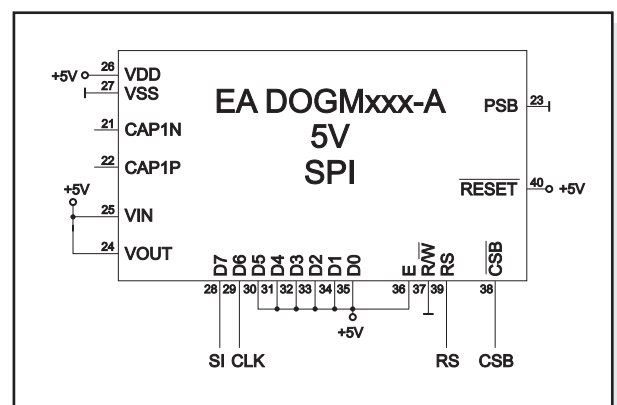 EA DOGMxxx-A
5V
SPI
+5V 26 VDD
27 VSS
21 CAP1N
22 CAP1P
+5V
25 VIN
24 VOUT
PSB 23
RESET 40 +5V
D7 D6 D5 D4 D3 D2 D1 D0 E R/W RS CSB
28 29 30 31 32 33 34 35 36 37 39 38
+5V
SI CLK RS CSB